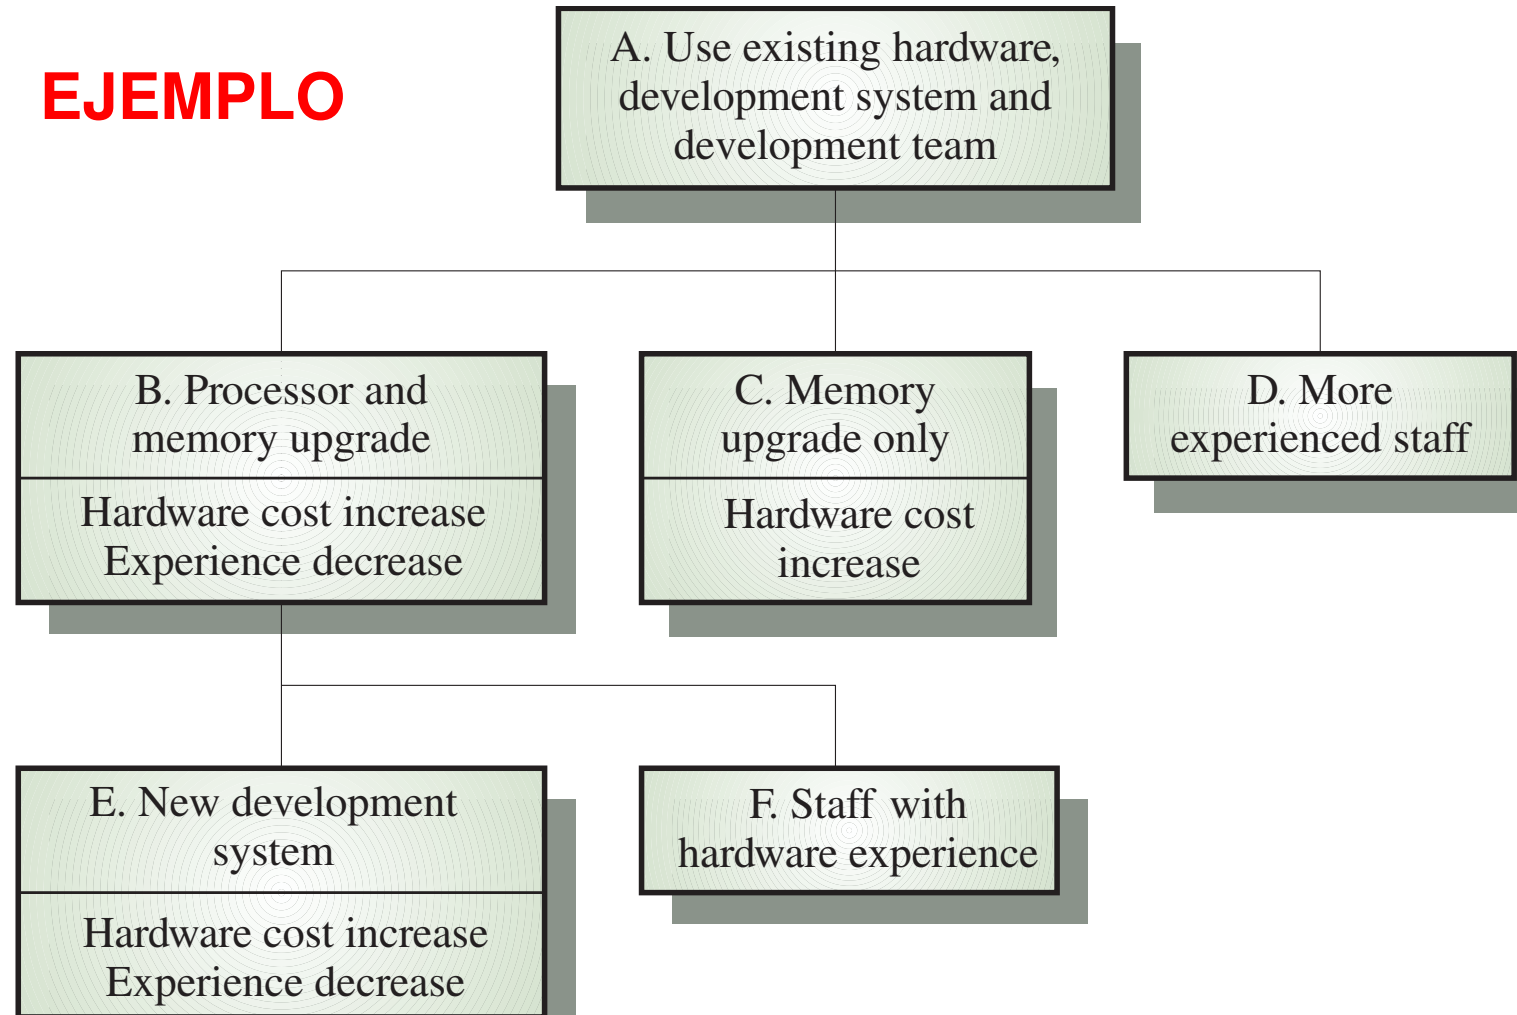 EJEMPLO
A. Use existing hardware,
development system and
development team
B. Processor and
memory upgrade
Hardware cost increase
Experience decrease
C. Memory
upgrade only
Hardware cost
increase
D. More
experienced staff
E. New development
system
Hardware cost increase
Experience decrease
F. Staff with
hardware experience